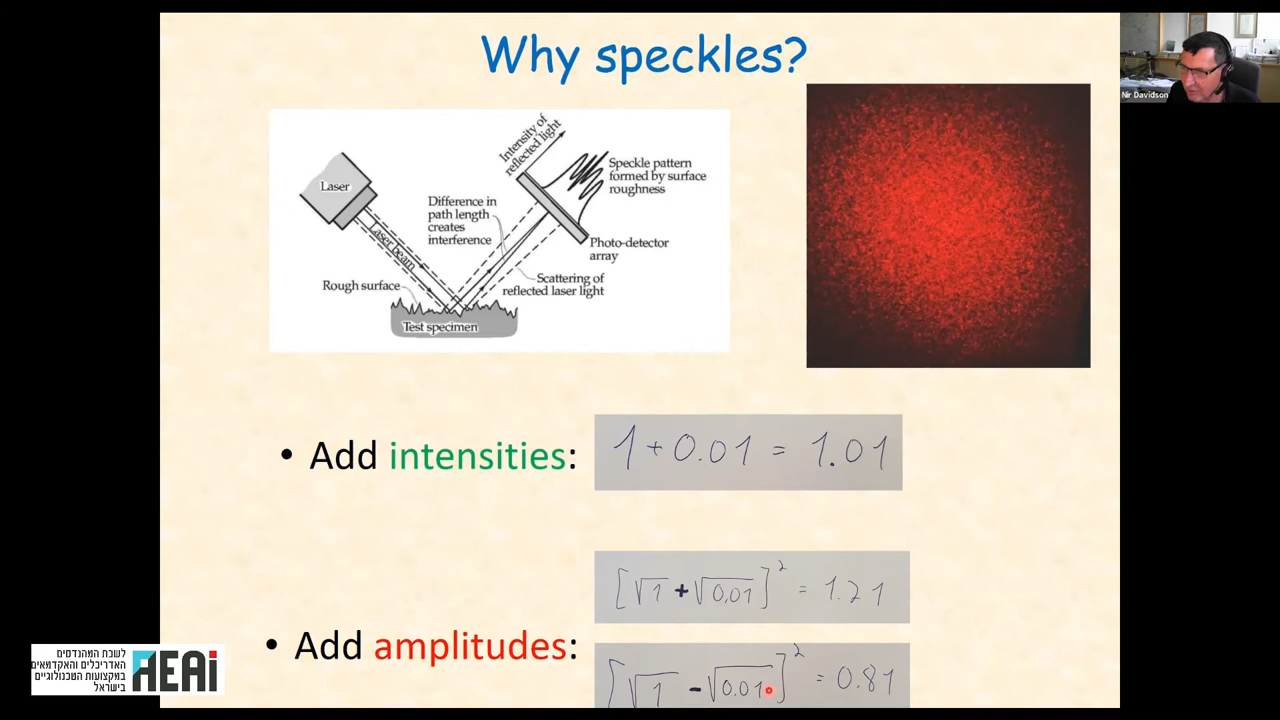 Why speckles?
Nir Davidson
Laser
Laser beam
Rough surface
Test specimen
Difference in
path length
creates
interference
Intensity of
reflected light
Speckle pattern
formed by surface
roughness
Photo-detector
array
Scattering of
reflected laser light
• Add intensities:
1 + 0.01 = 1.01
[√1 + √0,01]² = 1.21
• Add amplitudes:
[√1 - √0.01]² = 0.81
לשכת המהנדסים
האדריכלים והאקדמאים
במקצועות הטכנולוגיים
בישראל
AEAi